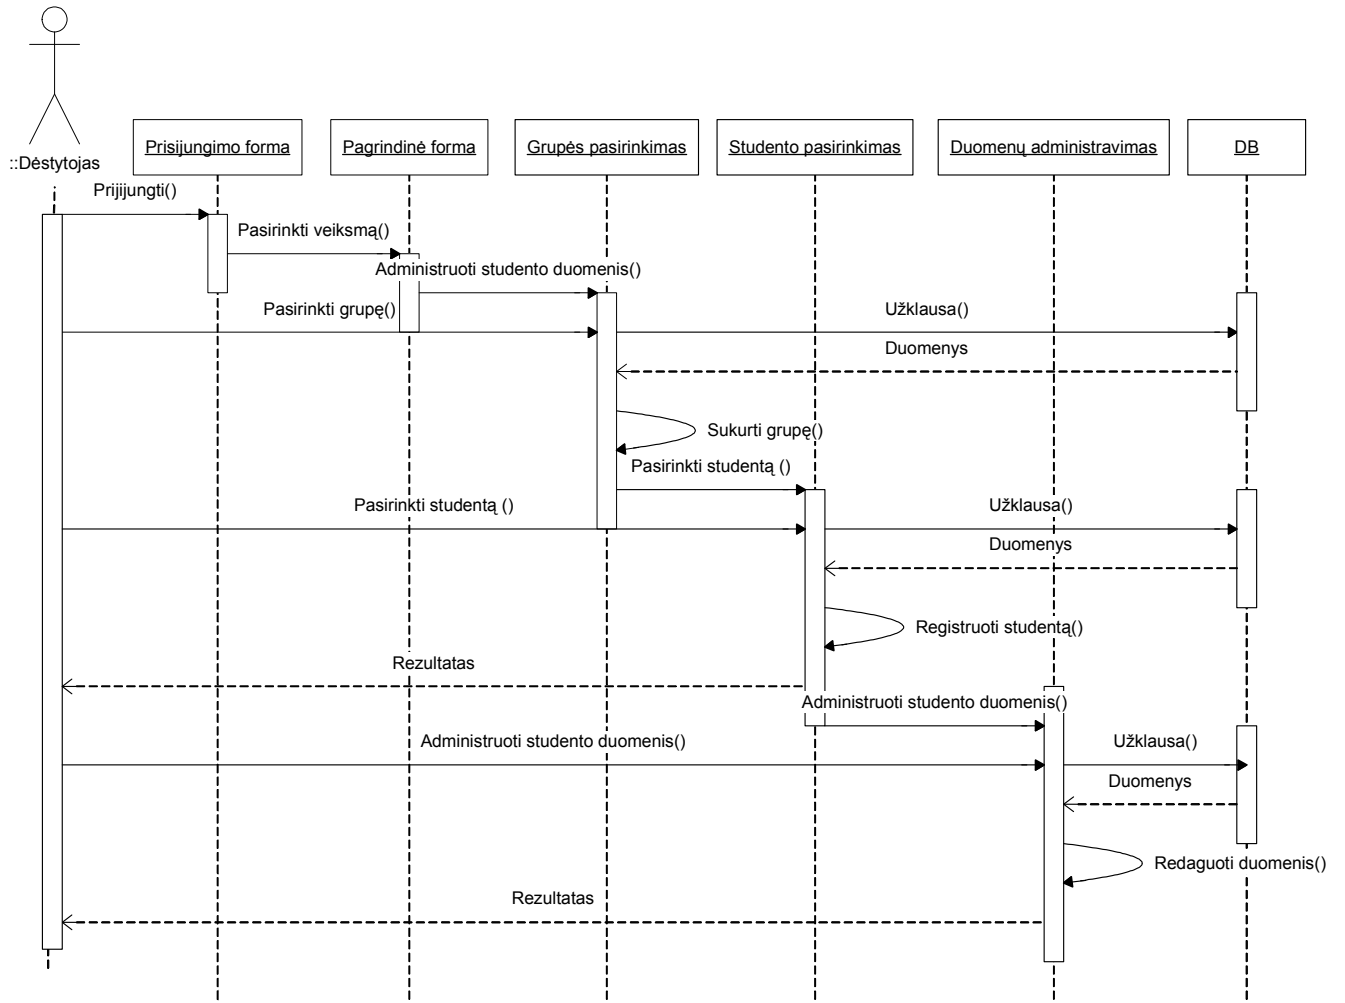 Prisijungimo forma
Pagrindinė forma
Grupės pasirinkimas
Studento pasirinkimas
Duomenų administravimas
DB
::Dėstytojas
Prijijungti()
Pasirinkti veiksmą()
Administruoti studento duomenis()
Pasirinkti grupę()
Užklausa()
Duomenys
Sukurti grupę()
Pasirinkti studentą ()
Pasirinkti studentą ()
Užklausa()
Duomenys
Registruoti studentą()
Rezultatas
Administruoti studento duomenis()
Administruoti studento duomenis()
Užklausa()
Duomenys
Redaguoti duomenis()
Rezultatas